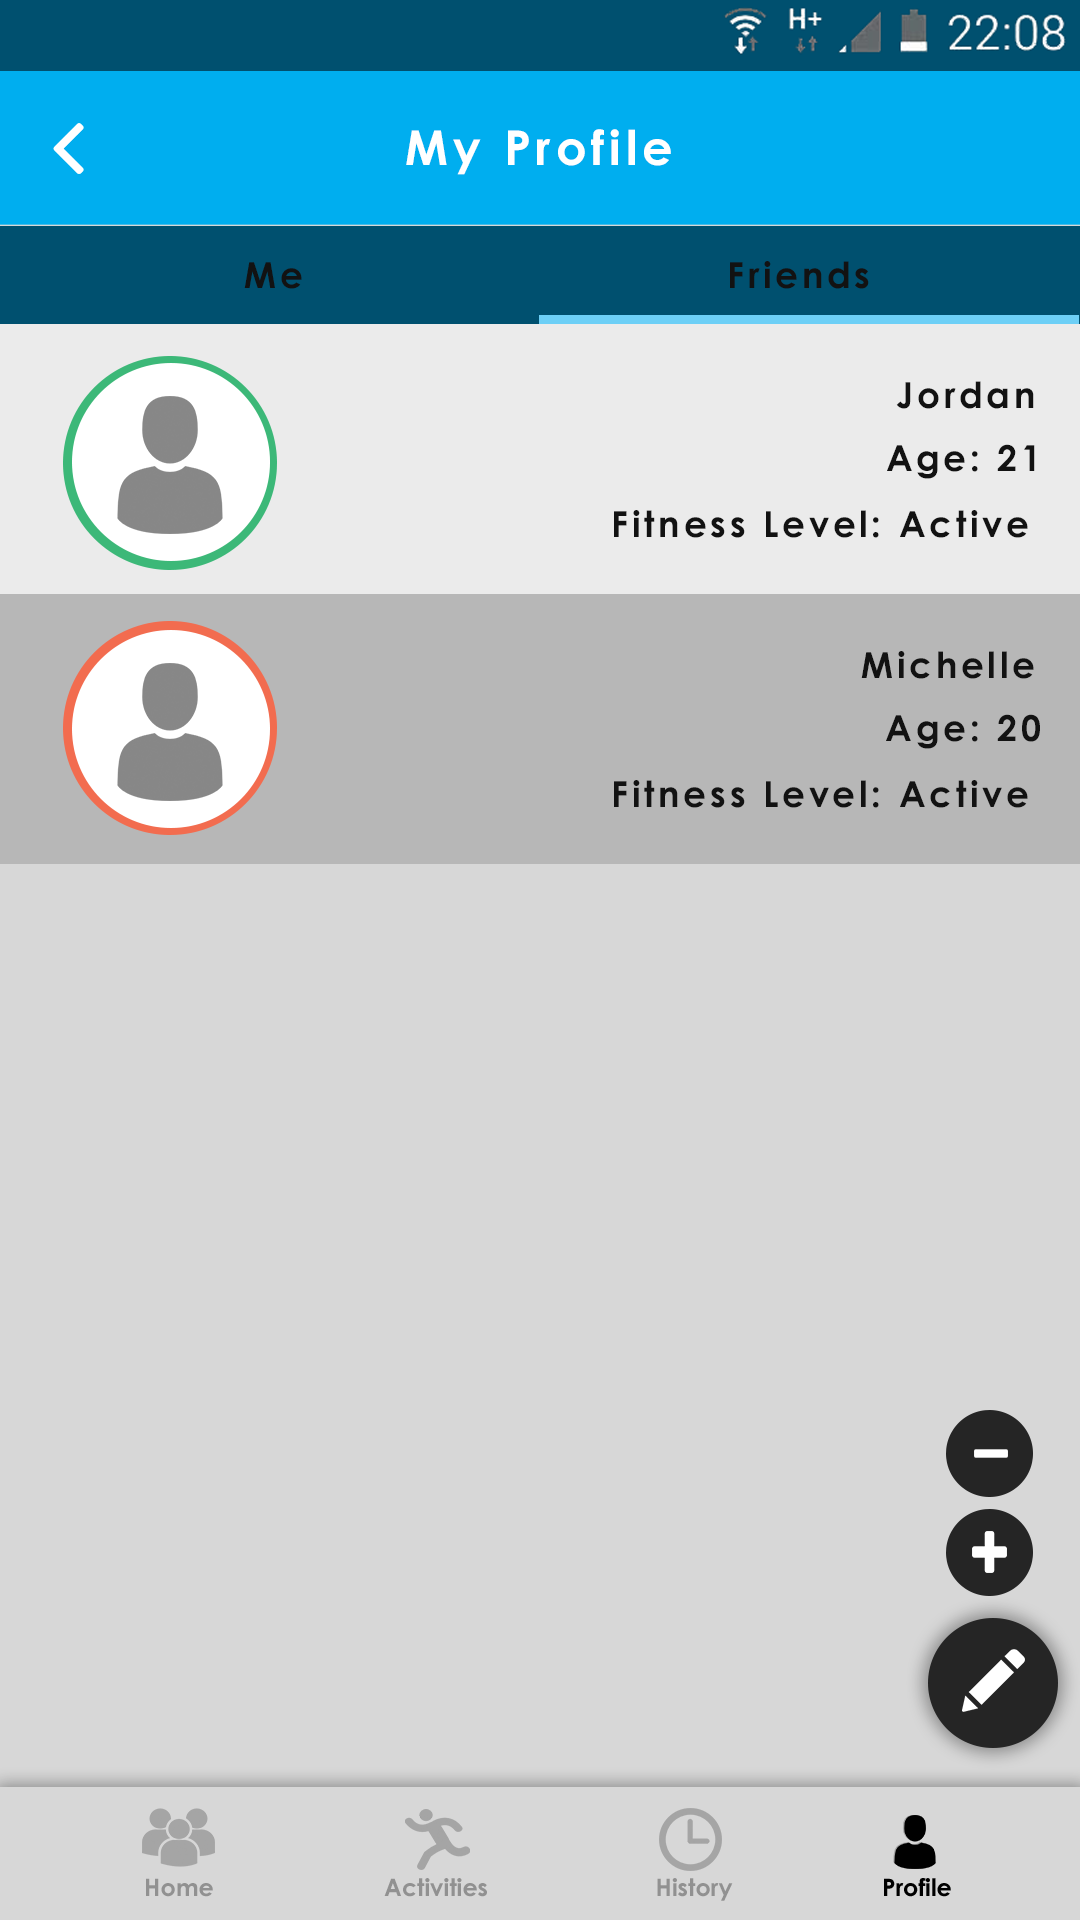 H+ 22:08
My Profile
Me Friends
Jordan
Age: 21
Fitness Level: Active
Michelle
Age: 20
Fitness Level: Active
Home Activities History Profile